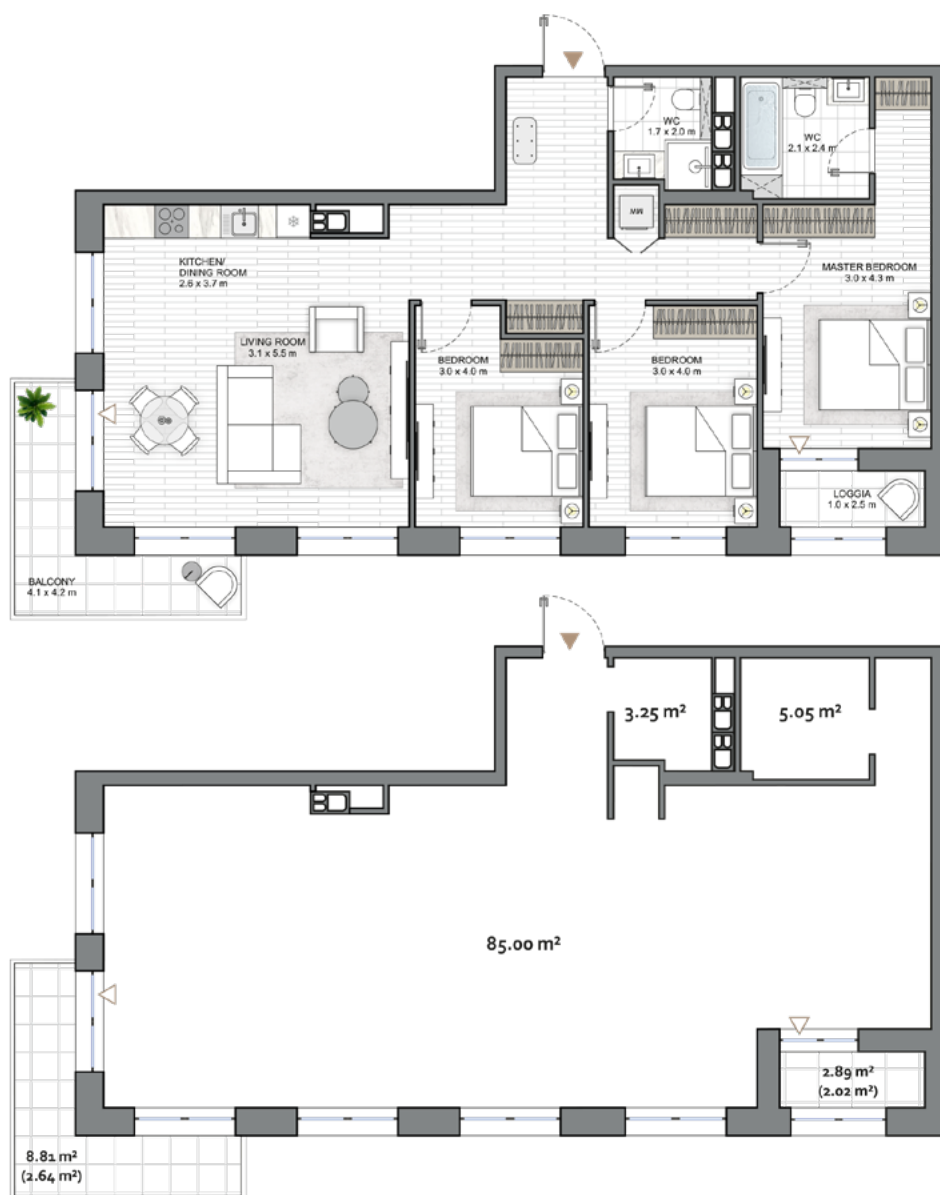 WC
1.7 x 2.0 m
WC
2.1 x 2.4 m
MW
KITCHEN/
DINING ROOM
2.6 x 3.7 m
MASTER BEDROOM
3.0 x 4.3 m
LIVING ROOM
3.1 x 5.5 m
BEDROOM
3.0 x 4.0 m
BEDROOM
3.0 x 4.0 m
LOGGIA
1.0 x 2.5 m
BALCONY
4.1 x 4.2 m
3.25 m²
5.05 m²
85.00 m²
2.89 m²
(2.02 m²)
8.81 m²
(2.64 m²)